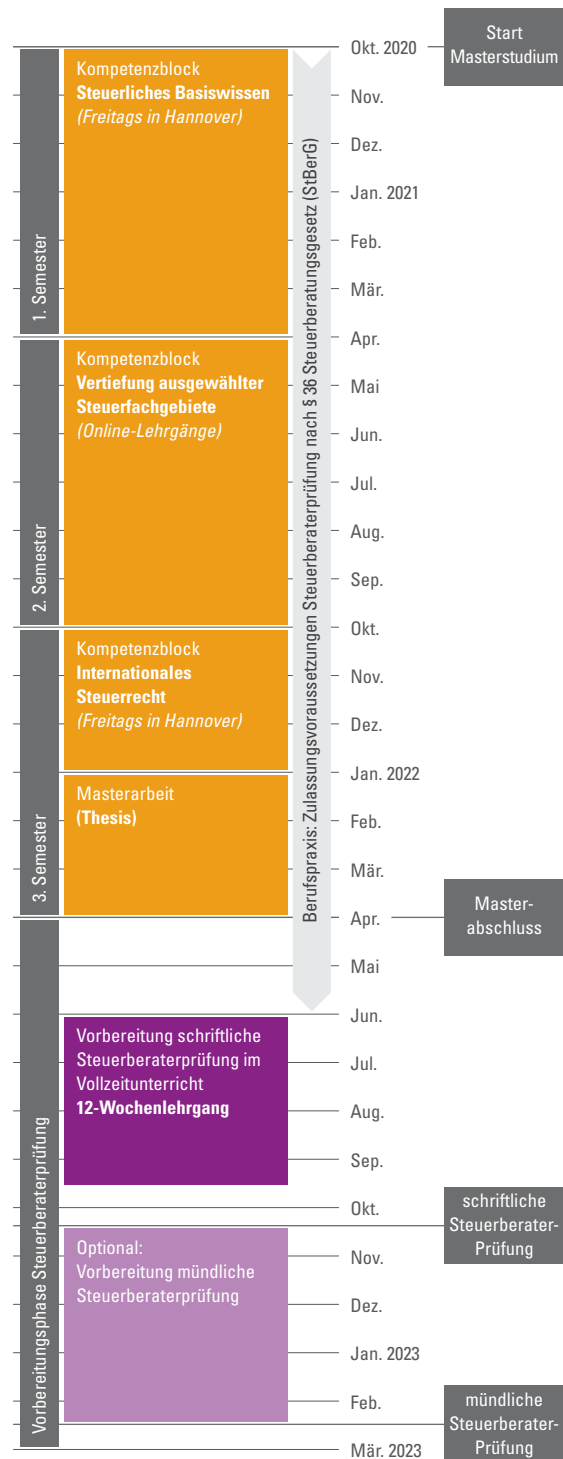 Start
Masterstudium
Okt. 2020
Kompetenzblock
Steuerliches Basiswissen
(Freitags in Hannover)
Nov.
Dez.
Jan. 2021
Feb.
Mär.
1. Semester
Berufspraxis: Zulassungsvoraussetzungen Steuerberaterprüfung nach § 36 Steuerberatungsgesetz (StBerG)
Apr.
Kompetenzblock
Vertiefung ausgewählter
Steuerfachgebiete
(Online-Lehrgänge)
Mai
Jun.
Jul.
Aug.
Sep.
2. Semester
Okt.
Kompetenzblock
Internationales
Steuerrecht
(Freitags in Hannover)
Nov.
Dez.
Jan. 2022
Masterarbeit
(Thesis)
Feb.
Mär.
3. Semester
Apr.
Master-
abschluss
Mai
Jun.
Vorbereitung schriftliche
Steuerberaterprüfung im
Vollzeitunterricht
12-Wochenlehrgang
Jul.
Aug.
Sep.
Vorbereitungsphase Steuerberaterprüfung
Okt.
schriftliche
Steuerberater-
Prüfung
Optional:
Vorbereitung mündliche
Steuerberaterprüfung
Nov.
Dez.
Jan. 2023
Feb.
mündliche
Steuerberater-
Prüfung
Mär. 2023